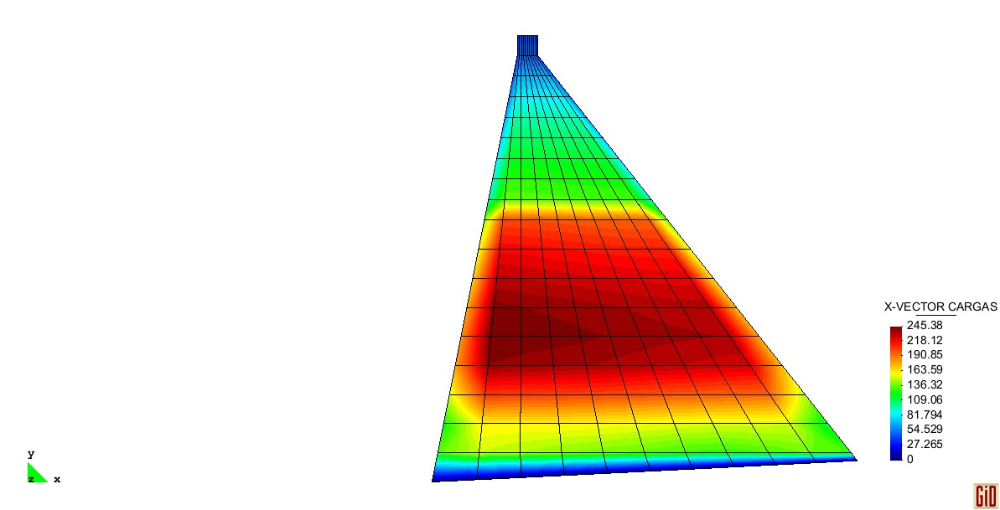 X-VECTOR CARGAS
245.38
218.12
190.85
163.59
136.32
109.06
81.794
54.529
27.265
0
y
z x
GiD